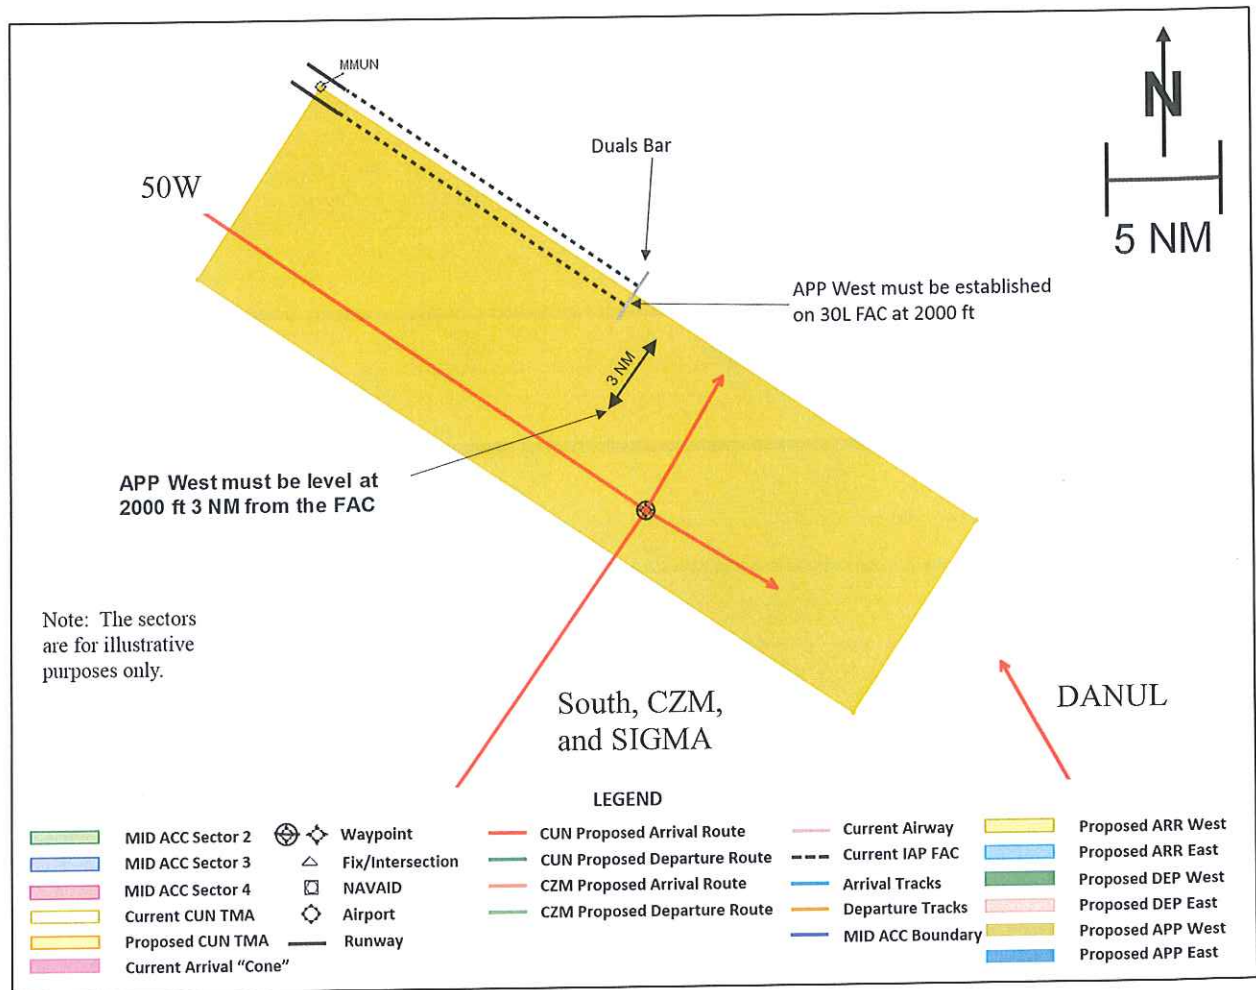 MMUN
N
Duals Bar
50W
5 NM
APP West must be established
on 30L FAC at 2000 ft
3 NM
APP West must be level at
2000 ft 3 NM from the FAC
Note: The sectors
are for illustrative
purposes only.
South, CZM,
and SIGMA
DANUL
LEGEND
MID ACC Sector 2
MID ACC Sector 3
MID ACC Sector 4
Current CUN TMA
Proposed CUN TMA
Current Arrival “Cone”
Waypoint
Fix/Intersection
NAVAID
Airport
Runway
CUN Proposed Arrival Route
CUN Proposed Departure Route
CZM Proposed Arrival Route
CZM Proposed Departure Route
Current Airway
Current IAP FAC
Arrival Tracks
Departure Tracks
MID ACC Boundary
Proposed ARR West
Proposed ARR East
Proposed DEP West
Proposed DEP East
Proposed APP West
Proposed APP East